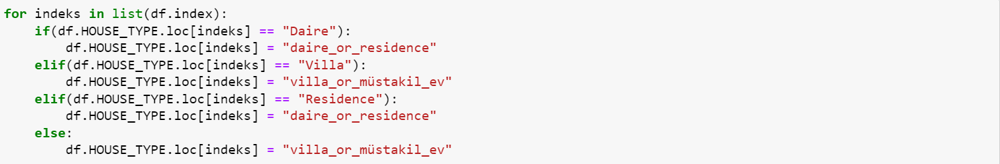 for indeks in list(df.index):
    if(df.HOUSE_TYPE.loc[indeks] == "Daire"):
        df.HOUSE_TYPE.loc[indeks] = "daire_or_residence"
    elif(df.HOUSE_TYPE.loc[indeks] == "Villa"):
        df.HOUSE_TYPE.loc[indeks] = "villa_or_müstakil_ev"
    elif(df.HOUSE_TYPE.loc[indeks] == "Residence"):
        df.HOUSE_TYPE.loc[indeks] = "daire_or_residence"
    else:
        df.HOUSE_TYPE.loc[indeks] = "villa_or_müstakil_ev"